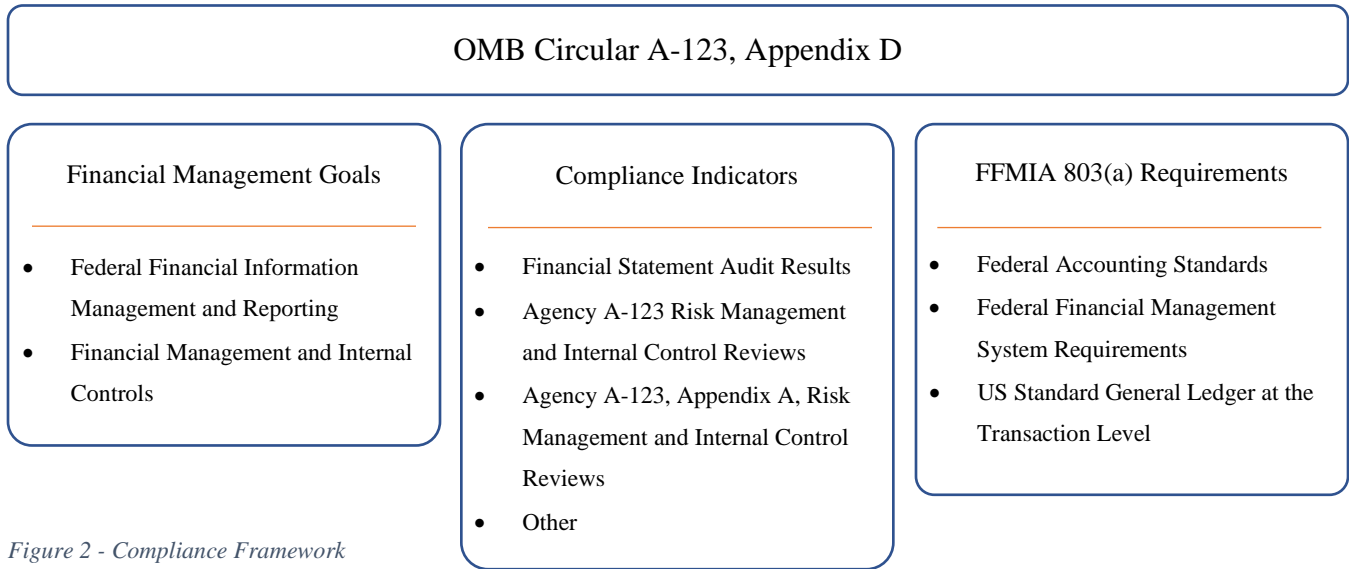 OMB Circular A-123, Appendix D
Financial Management Goals
• Federal Financial Information
Management and Reporting
• Financial Management and Internal
Controls
Compliance Indicators
• Financial Statement Audit Results
• Agency A-123 Risk Management
and Internal Control Reviews
• Agency A-123, Appendix A, Risk
Management and Internal Control
Reviews
• Other
FFMIA 803(a) Requirements
• Federal Accounting Standards
• Federal Financial Management
System Requirements
• US Standard General Ledger at the
Transaction Level
Figure 2 - Compliance Framework